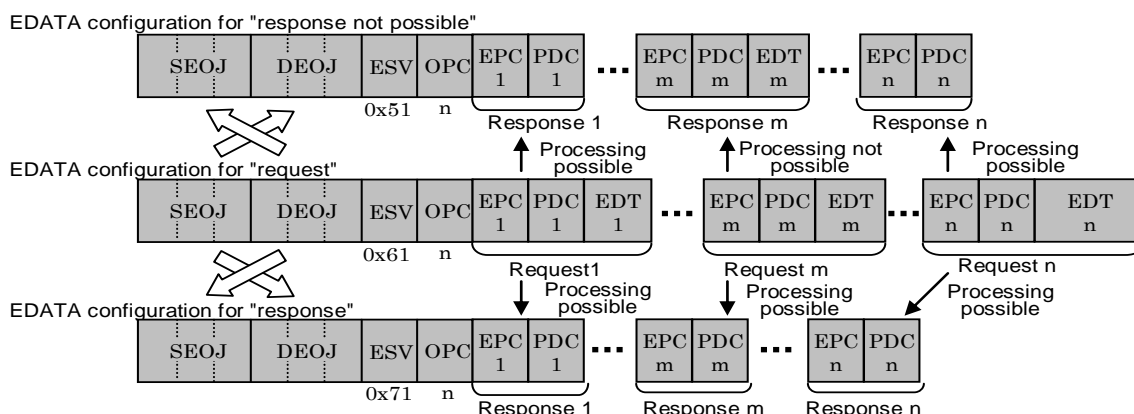 EDATA configuration for "response not possible"
SEOJ DEOJ ESV OPC EPC 1 PDC 1 ... EPC m PDC m EDT m ... EPC n PDC n
0x51 n
Response 1 Response m Response n
Processing possible Processing not possible Processing possible
EDATA configuration for "request"
SEOJ DEOJ ESV OPC EPC 1 PDC 1 EDT 1 ... EPC m PDC m EDT m ... EPC n PDC n EDT n
0x61 n
Request1 Request m Request n
Processing possible Processing possible Processing possible
EDATA configuration for "response"
SEOJ DEOJ ESV OPC EPC 1 PDC 1 ... EPC m PDC m ... EPC n PDC n
0x71 n
Response 1 Response m Response n